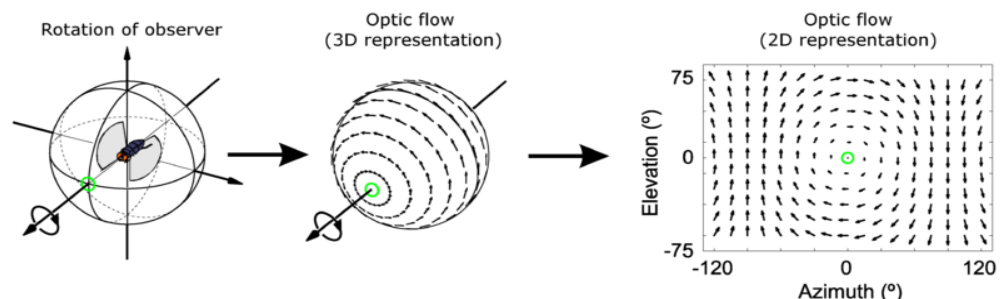 Rotation of observer
Optic flow
(3D representation)
Optic flow
(2D representation)
Elevation (º)
75
0
-75
-120
0
120
Azimuth (º)